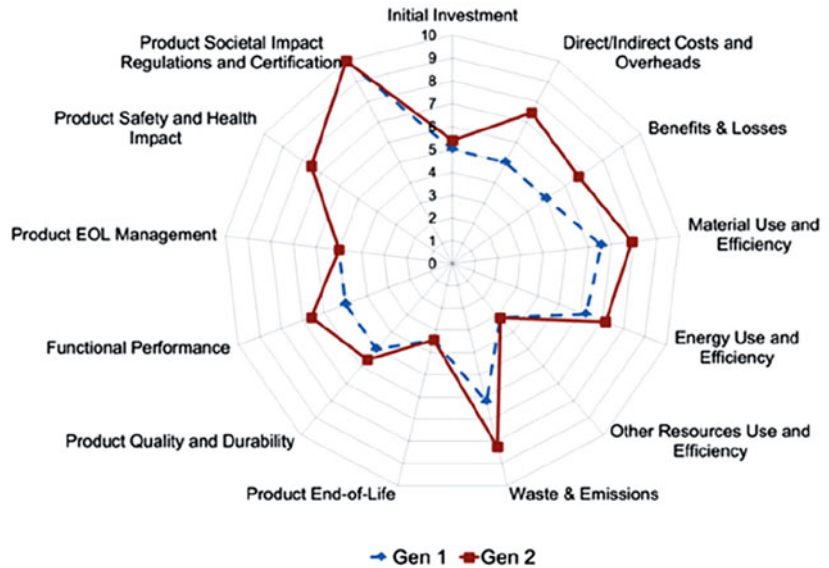 Initial Investment
Product Societal Impact
Regulations and Certification
Direct/Indirect Costs and
Overheads
Product Safety and Health
Impact
Benefits & Losses
Product EOL Management
Material Use and
Efficiency
Functional Performance
Energy Use and
Efficiency
Product Quality and Durability
Other Resources Use and
Efficiency
Product End-of-Life
Waste & Emissions
10
9
8
7
6
5
4
3
2
1
0
Gen 1
Gen 2